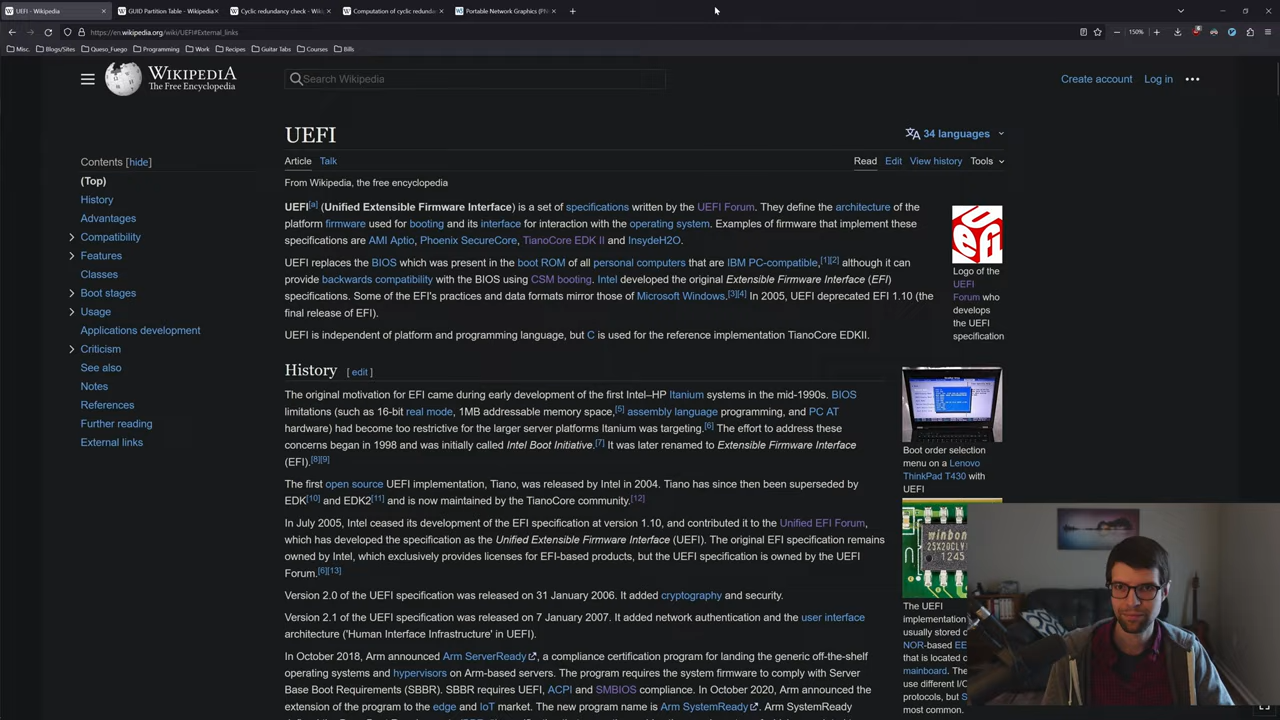 UEFI - Wikipedia
GUID Partition Table - Wikipedia
Cyclic redundancy check - Wiki
Computation of cyclic redunda
Portable Network Graphics (P
https://en.wikipedia.org/wiki/UEFI#External_links
150%
Misc. Blogs/Sites Queso_Fuego Programming Work Recipes Guitar Tabs Courses Bills
WIKIPEDIA
The Free Encyclopedia
Search Wikipedia
Create account Log in
UEFI
34 languages
Contents [hide]
(Top)
History
Advantages
Compatibility
Features
Classes
Boot stages
Usage
Applications development
Criticism
See also
Notes
References
Further reading
External links
Article Talk
Read Edit View history Tools
From Wikipedia, the free encyclopedia
UEFI[a] (Unified Extensible Firmware Interface) is a set of specifications written by the UEFI Forum. They define the architecture of the
platform firmware used for booting and its interface for interaction with the operating system. Examples of firmware that implement these
specifications are AMI Aptio, Phoenix SecureCore, TianoCore EDK II and InsydeH2O.
UEFI replaces the BIOS which was present in the boot ROM of all personal computers that are IBM PC-compatible,[1][2] although it can
provide backwards compatibility with the BIOS using CSM booting. Intel developed the original Extensible Firmware Interface (EFI)
specifications. Some of the EFI's practices and data formats mirror those of Microsoft Windows.[3][4] In 2005, UEFI deprecated EFI 1.10 (the
final release of EFI).
UEFI is independent of platform and programming language, but C is used for the reference implementation TianoCore EDKII.
uefi
Logo of the
UEFI
Forum who
develops
the UEFI
specification
History [ edit ]
The original motivation for EFI came during early development of the first Intel–HP Itanium systems in the mid-1990s. BIOS
limitations (such as 16-bit real mode, 1MB addressable memory space,[5] assembly language programming, and PC AT
hardware) had become too restrictive for the larger server platforms Itanium was targeting.[6] The effort to address these
concerns began in 1998 and was initially called Intel Boot Initiative.[7] It was later renamed to Extensible Firmware Interface
(EFI).[8][9]
The first open source UEFI implementation, Tiano, was released by Intel in 2004. Tiano has since then been superseded by
EDK[10] and EDK2[11] and is now maintained by the TianoCore community.[12]
In July 2005, Intel ceased its development of the EFI specification at version 1.10, and contributed it to the Unified EFI Forum,
which has developed the specification as the Unified Extensible Firmware Interface (UEFI). The original EFI specification remains
owned by Intel, which exclusively provides licenses for EFI-based products, but the UEFI specification is owned by the UEFI
Forum.[6][13]
Version 2.0 of the UEFI specification was released on 31 January 2006. It added cryptography and security.
Version 2.1 of the UEFI specification was released on 7 January 2007. It added network authentication and the user interface
architecture ('Human Interface Infrastructure' in UEFI).
In October 2018, Arm announced Arm ServerReady, a compliance certification program for landing the generic off-the-shelf
operating systems and hypervisors on Arm-based servers. The program requires the system firmware to comply with Server
Base Boot Requirements (SBBR). SBBR requires UEFI, ACPI and SMBIOS compliance. In October 2020, Arm announced the
extension of the program to the edge and IoT market. The new program name is Arm SystemReady. Arm SystemReady
Boot order selection
menu on a Lenovo
ThinkPad T430 with
UEFI
winbond
25X20CLV
1245
The UEFI
implementation
usually stored o
NOR-based EE
that is located o
mainboard.
use different I/O
protocols, but S
most common.